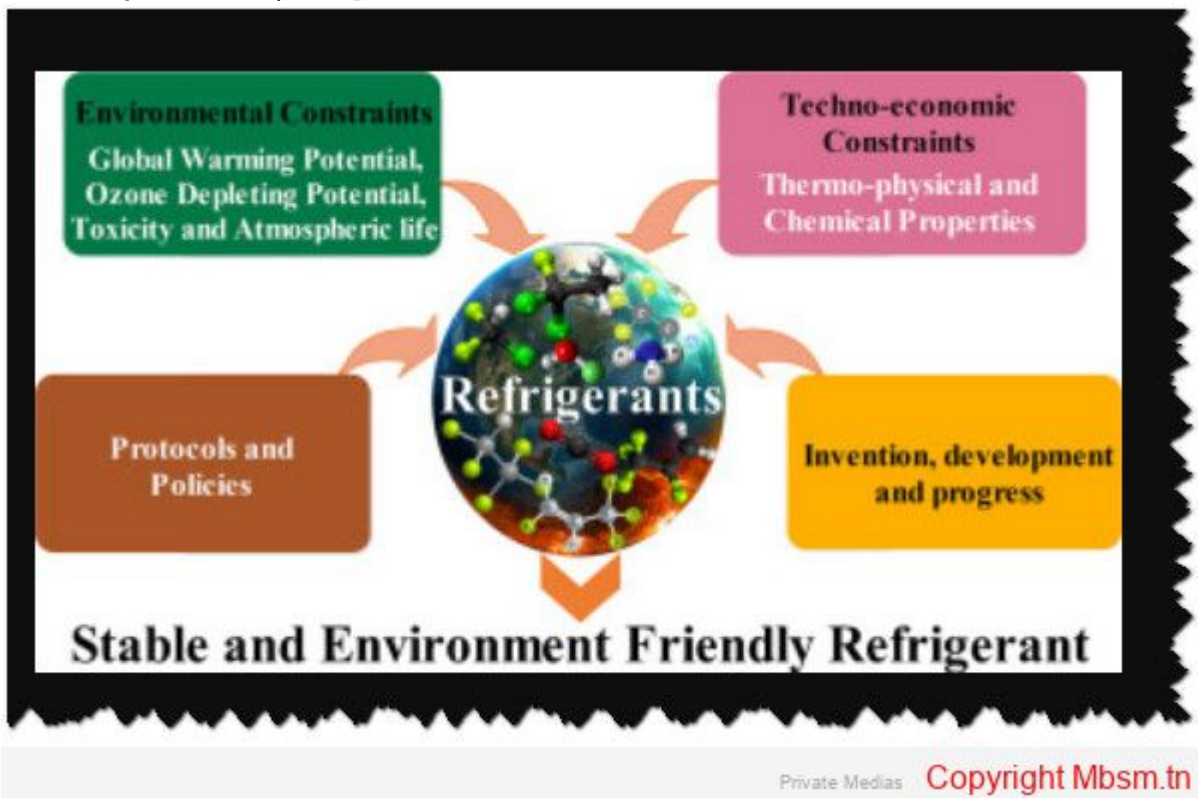 Environmental Constraints
Global Warming Potential,
Ozone Depleting Potential,
Toxicity and Atmospheric life
Techno-economic
Constraints
Thermo-physical and
Chemical Properties
Refrigerants
Protocols and
Policies
Invention, development
and progress
Stable and Environment Friendly Refrigerant
Private Medias Copyright Mbsm.tn